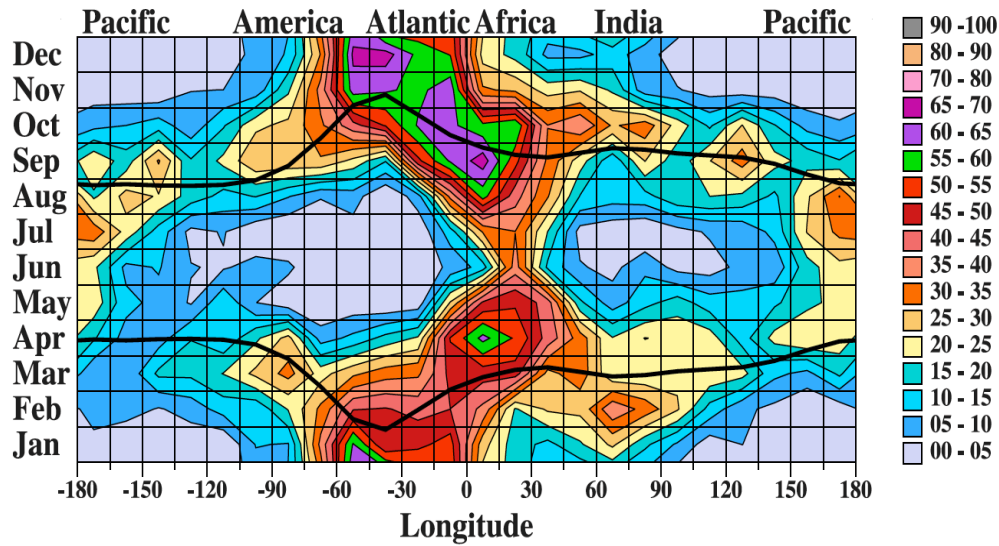 Pacific America Atlantic Africa India Pacific
Dec
Nov
Oct
Sep
Aug
Jul
Jun
May
Apr
Mar
Feb
Jan
-180 -150 -120 -90 -60 -30 0 30 60 90 120 150 180
Longitude
90 -100
80 - 90
70 - 80
65 - 70
60 - 65
55 - 60
50 - 55
45 - 50
40 - 45
35 - 40
30 - 35
25 - 30
20 - 25
15 - 20
10 - 15
05 - 10
00 - 05